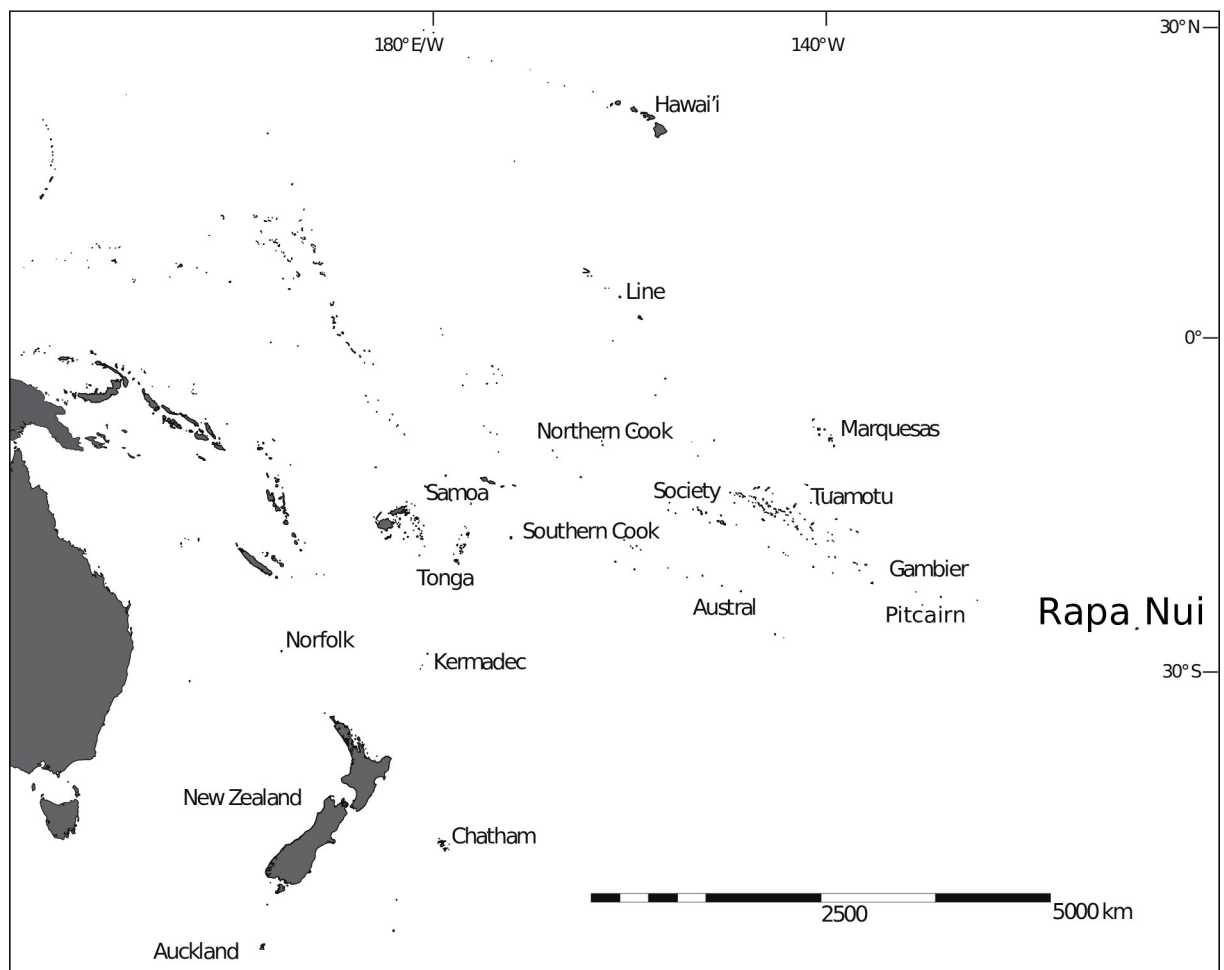 180° E/W
140°W
30°N
Hawai'i
Line
0°
Northern Cook
Marquesas
Samoa
Society
Tuamotu
Southern Cook
Tonga
Gambier
Austral
Pitcairn
Rapa Nui
Norfolk
Kermadec
30°S
New Zealand
Chatham
2500
5000 km
Auckland